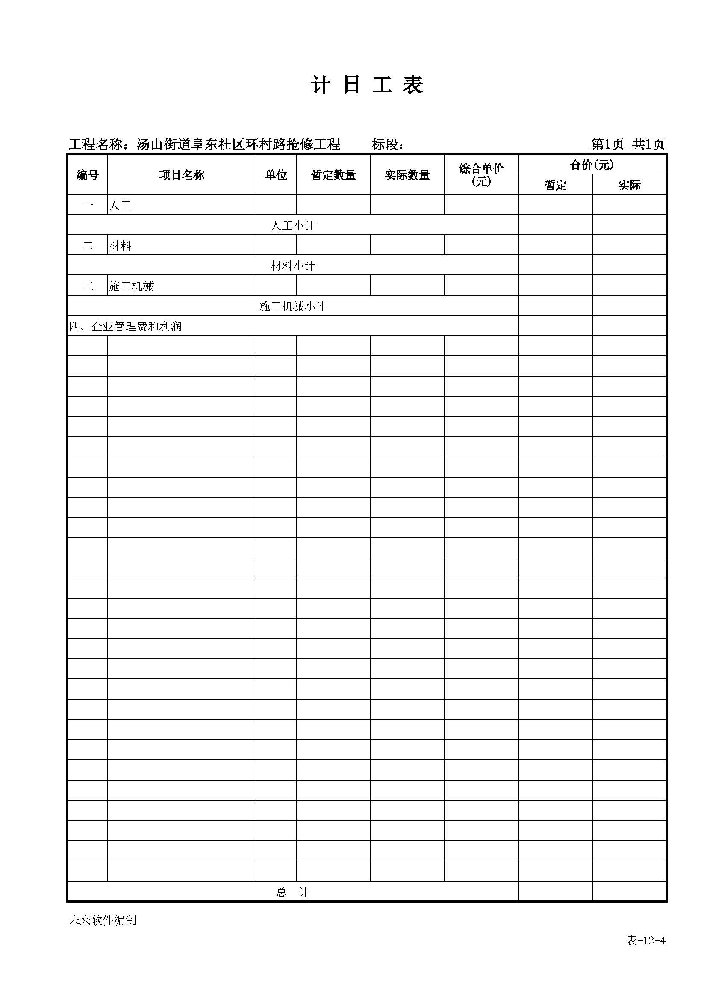 计 日 工 表
工程名称：汤山街道阜东社区环村路抢修工程 标段： 第1页 共1页
编号 项目名称 单位 暂定数量 实际数量 综合单价(元) 合价(元)
暂定 实际
一 人工
人工小计
二 材料
材料小计
三 施工机械
施工机械小计
四、企业管理费和利润
总 计
未来软件编制
表-12-4